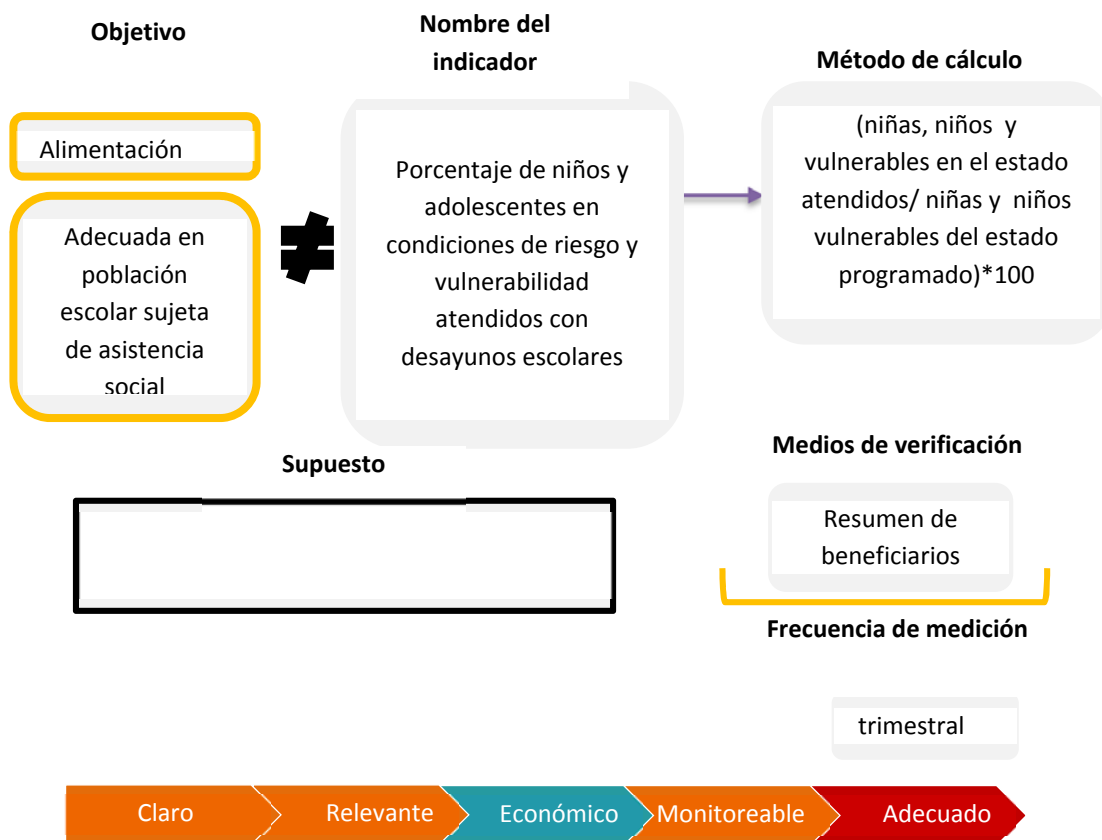 Objetivo
Alimentación
Adecuada en
población
escolar sujeta
de asistencia
social
≠
Nombre del
indicador
Porcentaje de niños y
adolescentes en
condiciones de riesgo y
vulnerabilidad
atendidos con
desayunos escolares
Método de cálculo
(niñas, niños y
vulnerables en el estado
atendidos/ niñas y niños
vulnerables del estado
programado)*100
Supuesto
Medios de verificación
Resumen de
beneficiarios
Frecuencia de medición
trimestral
Claro
Relevante
Económico
Monitoreable
Adecuado